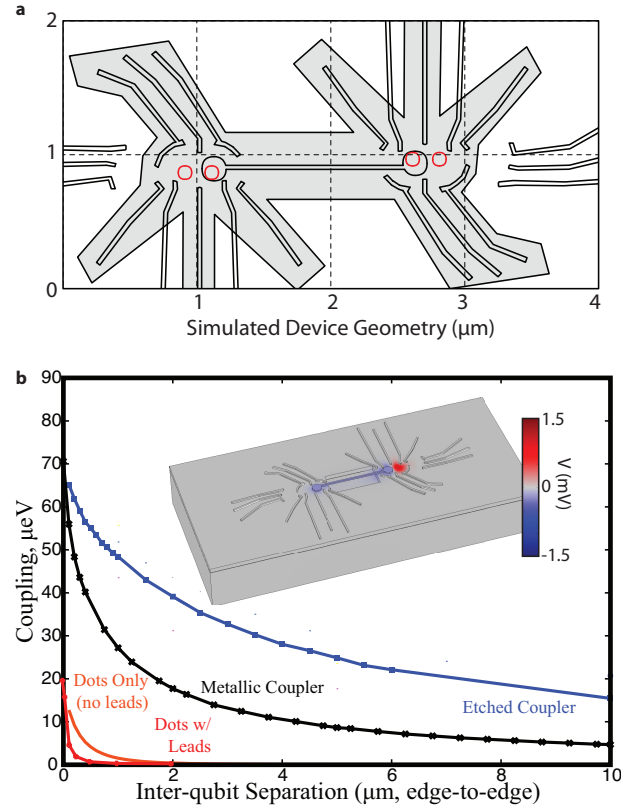 a
2
1
0
1
2
3
4
Simulated Device Geometry (μm)
b
90
80
70
60
50
40
30
20
10
0
Coupling, μeV
1.5
0
-1.5
V (mV)
Dots Only
(no leads)
Metallic Coupler
Etched Coupler
Dots w/
Leads
0
2
4
6
8
10
Inter-qubit Separation (μm, edge-to-edge)